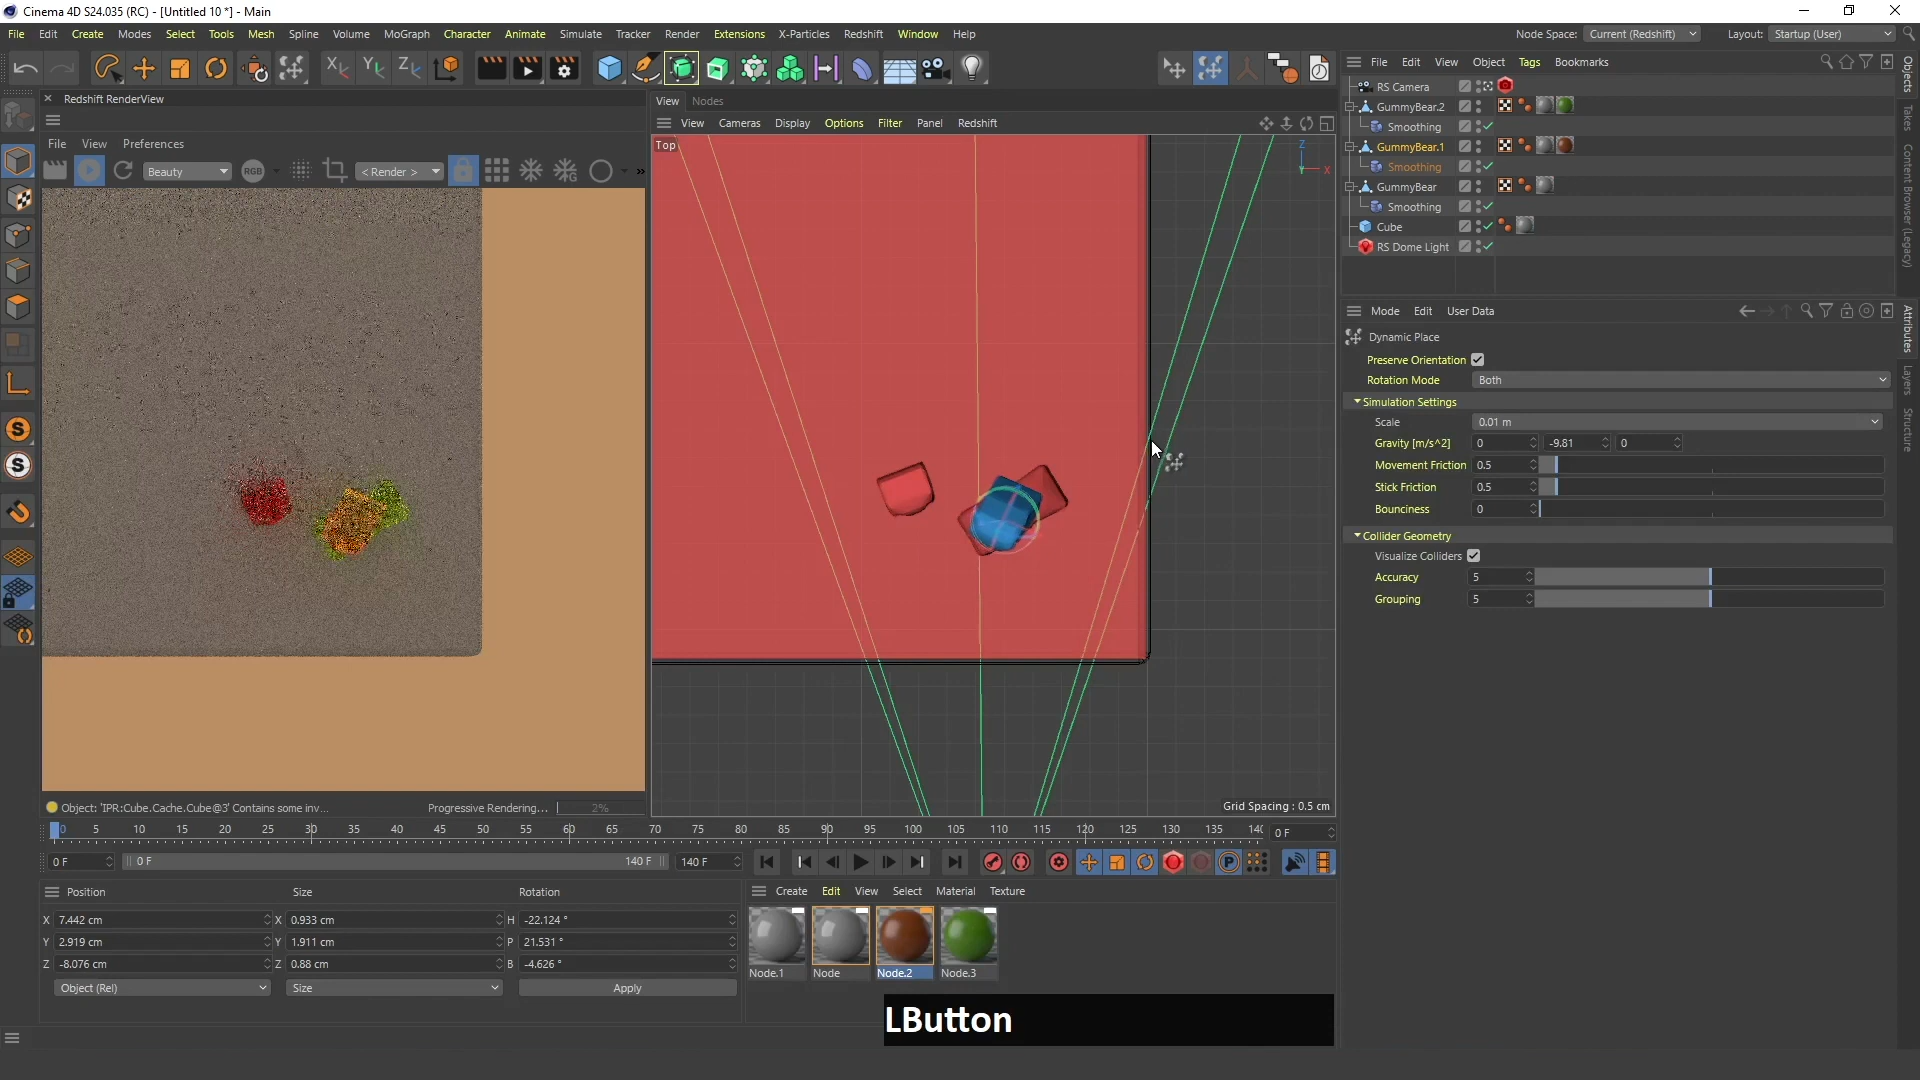 Cinema 4D S24.035 (RC) - [Untitled 10 *] - Main
File Edit Create Modes Select Tools Mesh Spline Volume MoGraph Character Animate Simulate Tracker Render Extensions X-Particles Redshift Window Help
Node Space: Current (Redshift) Layout: Startup (User)
Redshift RenderView
File View Preferences
Beauty RGB < Render > »
Object: 'IPR:Cube.Cache.Cube@3' Contains some inv... Progressive Rendering... 2%
View Nodes
View Cameras Display Options Filter Panel Redshift
Top
Z
X
Grid Spacing : 0.5 cm
File Edit View Object Tags Bookmarks
RS Camera
GummyBear.2
Smoothing
GummyBear.1
Smoothing
GummyBear
Smoothing
Cube
RS Dome Light
Mode Edit User Data
Dynamic Place
Preserve Orientation
Rotation Mode Both
Simulation Settings
Scale 0.01 m
Gravity [m/s^2] 0 -9.81 0
Movement Friction 0.5
Stick Friction 0.5
Bounciness 0
Collider Geometry
Visualize Colliders
Accuracy 5
Grouping 5
Objects
Takes
Content Browser (Legacy)
Attributes
Layers
Structure
0 5 10 15 20 25 30 35 40 45 50 55 60 65 70 75 80 85 90 95 100 105 110 115 120 125 130 135 140 F
0 F 0 F 140 F 140 F
Position Size Rotation
X 7.442 cm X 0.933 cm H -22.124 °
Y 2.919 cm Y 1.911 cm P 21.531 °
Z -8.076 cm Z 0.88 cm B -4.626 °
Object (Rel) Size Apply
Create Edit View Select Material Texture
Node.1 Node Node.2 Node.3
LButton